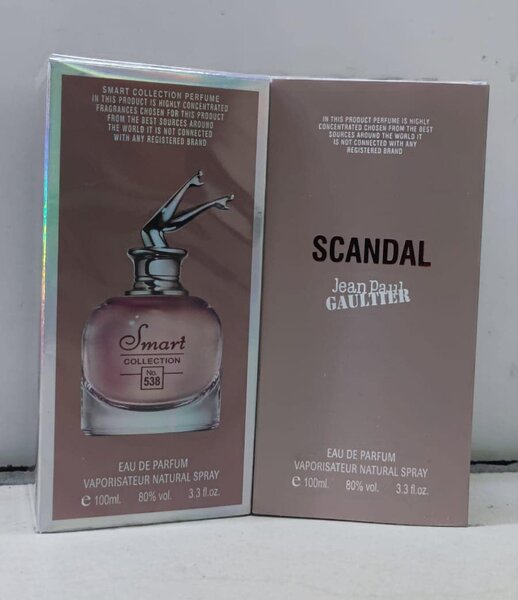 SMART COLLECTION PERFUME
IN THIS PRODUCT IS HIGHLY CONCENTRATED
FRAGRANCES CHOSEN FOR THIS PRODUCT
FROM THE BEST SOURCES AROUND
THE WORLD IT IS NOT CONNECTED
WITH ANY REGISTERED BRAND
Smart
COLLECTION
No.
538
EAU DE PARFUM
VAPORISATEUR NATURAL SPRAY
e 100ml. 80% vol. 3.3 fl.oz.
IN THIS PRODUCT PERFUME IS HIGHLY
CONCENTRATED CHOSEN FROM THE BEST
SOURCES AROUND THE WORLD IT
IS NOT CONNECTED WITH ANY
REGISTERED BRAND
SCANDAL
Jean Paul
GAULTIER
EAU DE PARFUM
VAPORISATEUR NATURAL SPRAY
e 100ml. 80% vol. 3.3 fl.oz.